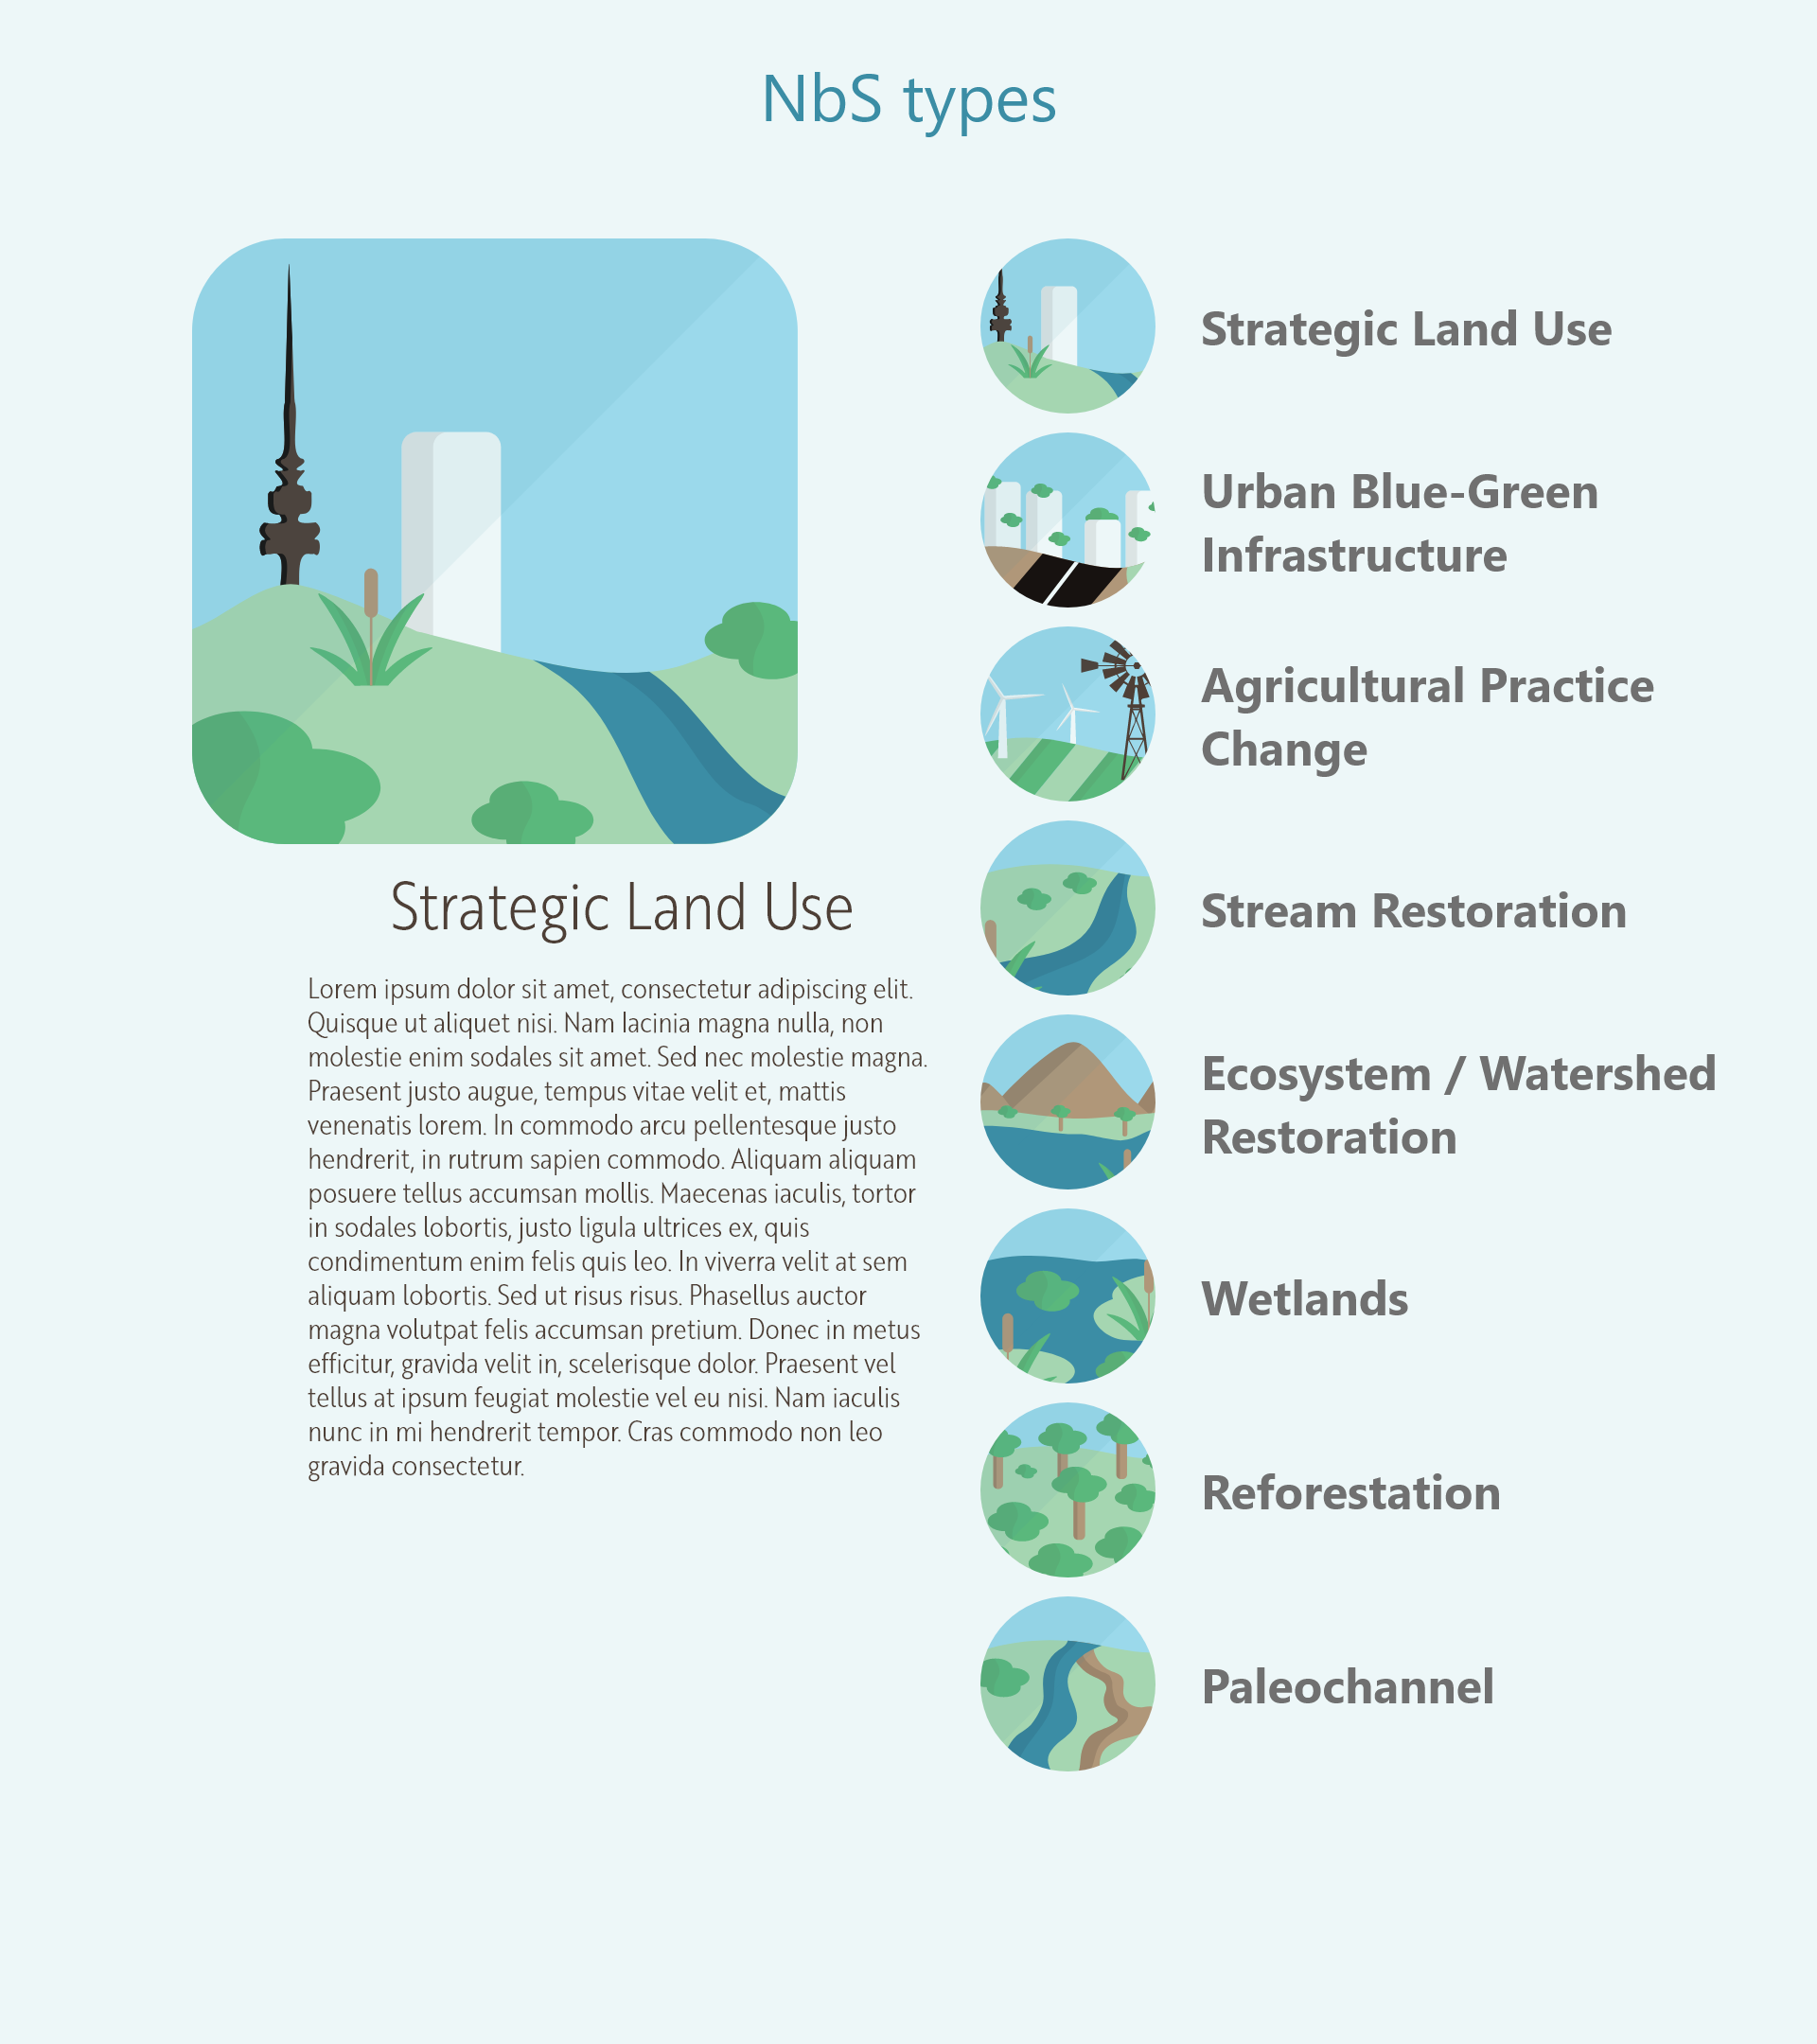 NbS types
Strategic Land Use
Lorem ipsum dolor sit amet, consectetur adipiscing elit.
Quisque ut aliquet nisi. Nam lacinia magna nulla, non
molestie enim sodales sit amet. Sed nec molestie magna.
Praesent justo augue, tempus vitae velit et, mattis
venenatis lorem. In commodo arcu pellentesque justo
hendrerit, in rutrum sapien commodo. Aliquam aliquam
posuere tellus accumsan mollis. Maecenas iaculis, tortor
in sodales lobortis, justo ligula ultrices ex, quis
condimentum enim felis quis leo. In viverra velit at sem
aliquam lobortis. Sed ut risus risus. Phasellus auctor
magna volutpat felis accumsan pretium. Donec in metus
efficitur, gravida velit in, scelerisque dolor. Praesent vel
tellus at ipsum feugiat molestie vel eu nisi. Nam iaculis
nunc in mi hendrerit tempor. Cras commodo non leo
gravida consectetur.
Strategic Land Use
Urban Blue-Green
Infrastructure
Agricultural Practice
Change
Stream Restoration
Ecosystem / Watershed
Restoration
Wetlands
Reforestation
Paleochannel